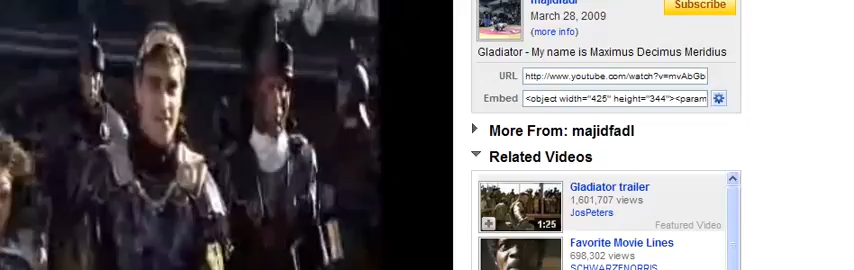 majidfadl
Subscribe
March 28, 2009
(more info)
Gladiator - My name is Maximus Decimus Meridius
URL http://www.youtube.com/watch?v=mvAbGb
Embed <object width="425" height="344"><param
More From: majidfadl
Related Videos
Gladiator trailer
1,601,707 views
JosPeters
1:25
Featured Video
Favorite Movie Lines
698,302 views
SCHWARZENORRIS